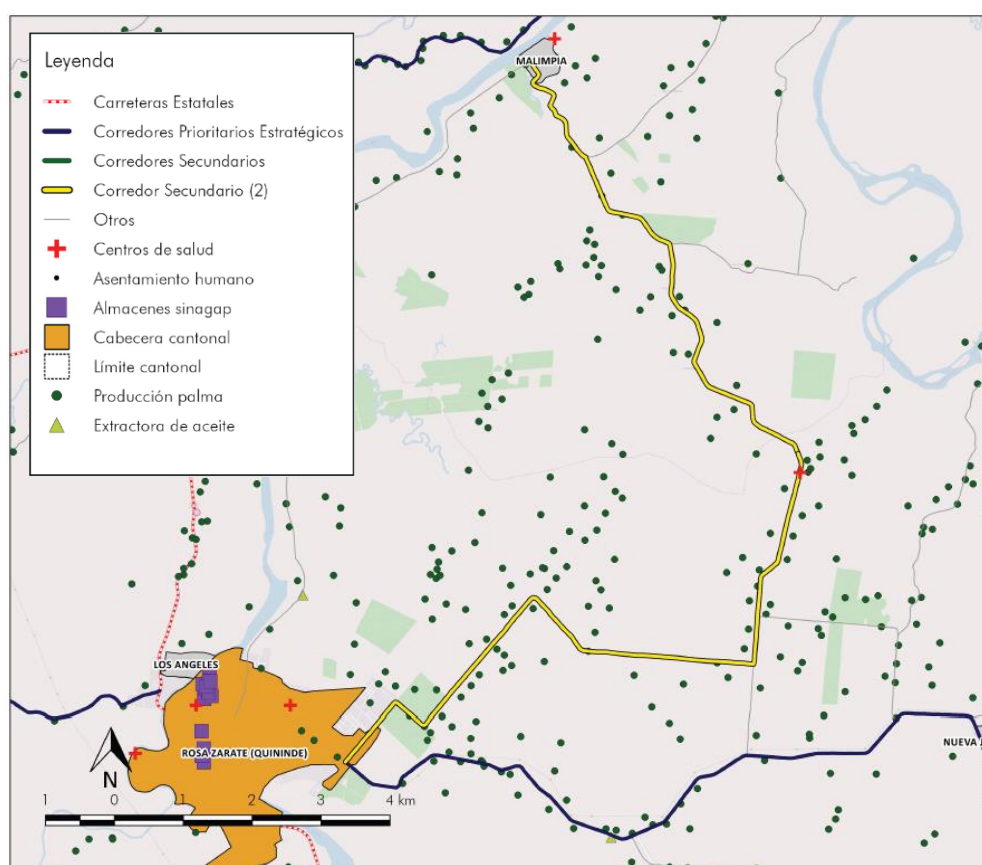 Leyenda
Carreteras Estatales
Corredores Prioritarios Estratégicos
Corredores Secundarios
Corredor Secundario (2)
Otros
Centros de salud
Asentamiento humano
Almacenes sinagap
Cabecera cantonal
Límite cantonal
Producción palma
Extractora de aceite
MALIMPIA
LOS ANGELES
ROSA ZARATE (QUININDE)
NUEVA
N
1 0 1 2 3 4 km